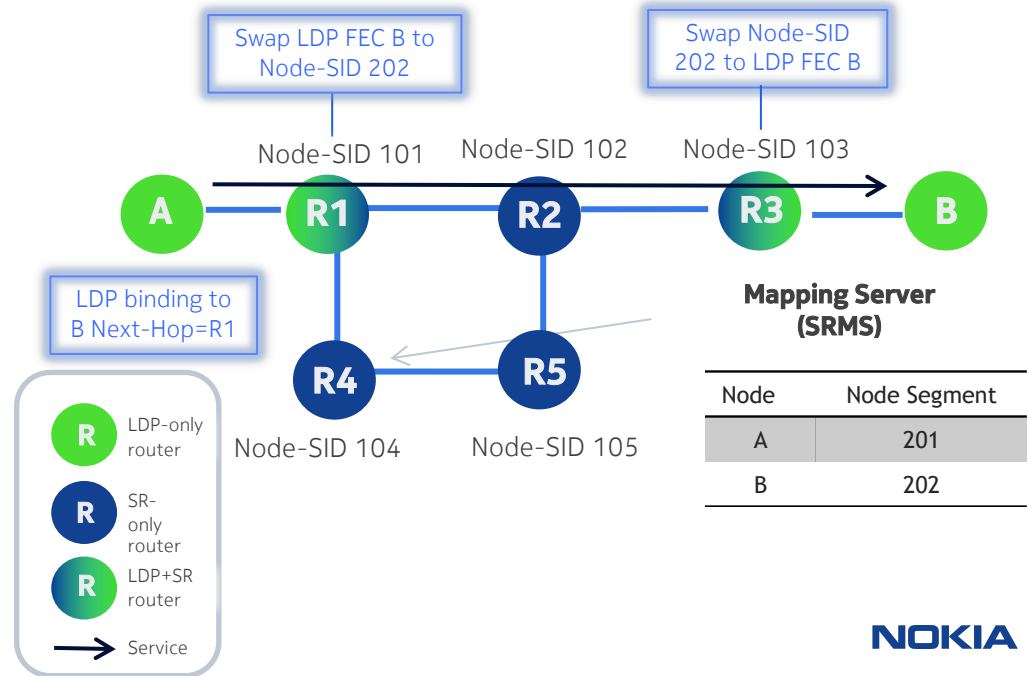 Swap LDP FEC B to
Node-SID 202
Swap Node-SID
202 to LDP FEC B
Node-SID 101
Node-SID 102
Node-SID 103
A
R1
R2
R3
B
LDP binding to
B Next-Hop=R1
Mapping Server
(SRMS)
R4
R5
Node-SID 104
Node-SID 105
Node Node Segment
A 201
B 202
R
LDP-only
router
R
SR-
only
router
R
LDP+SR
router
Service
NOKIA